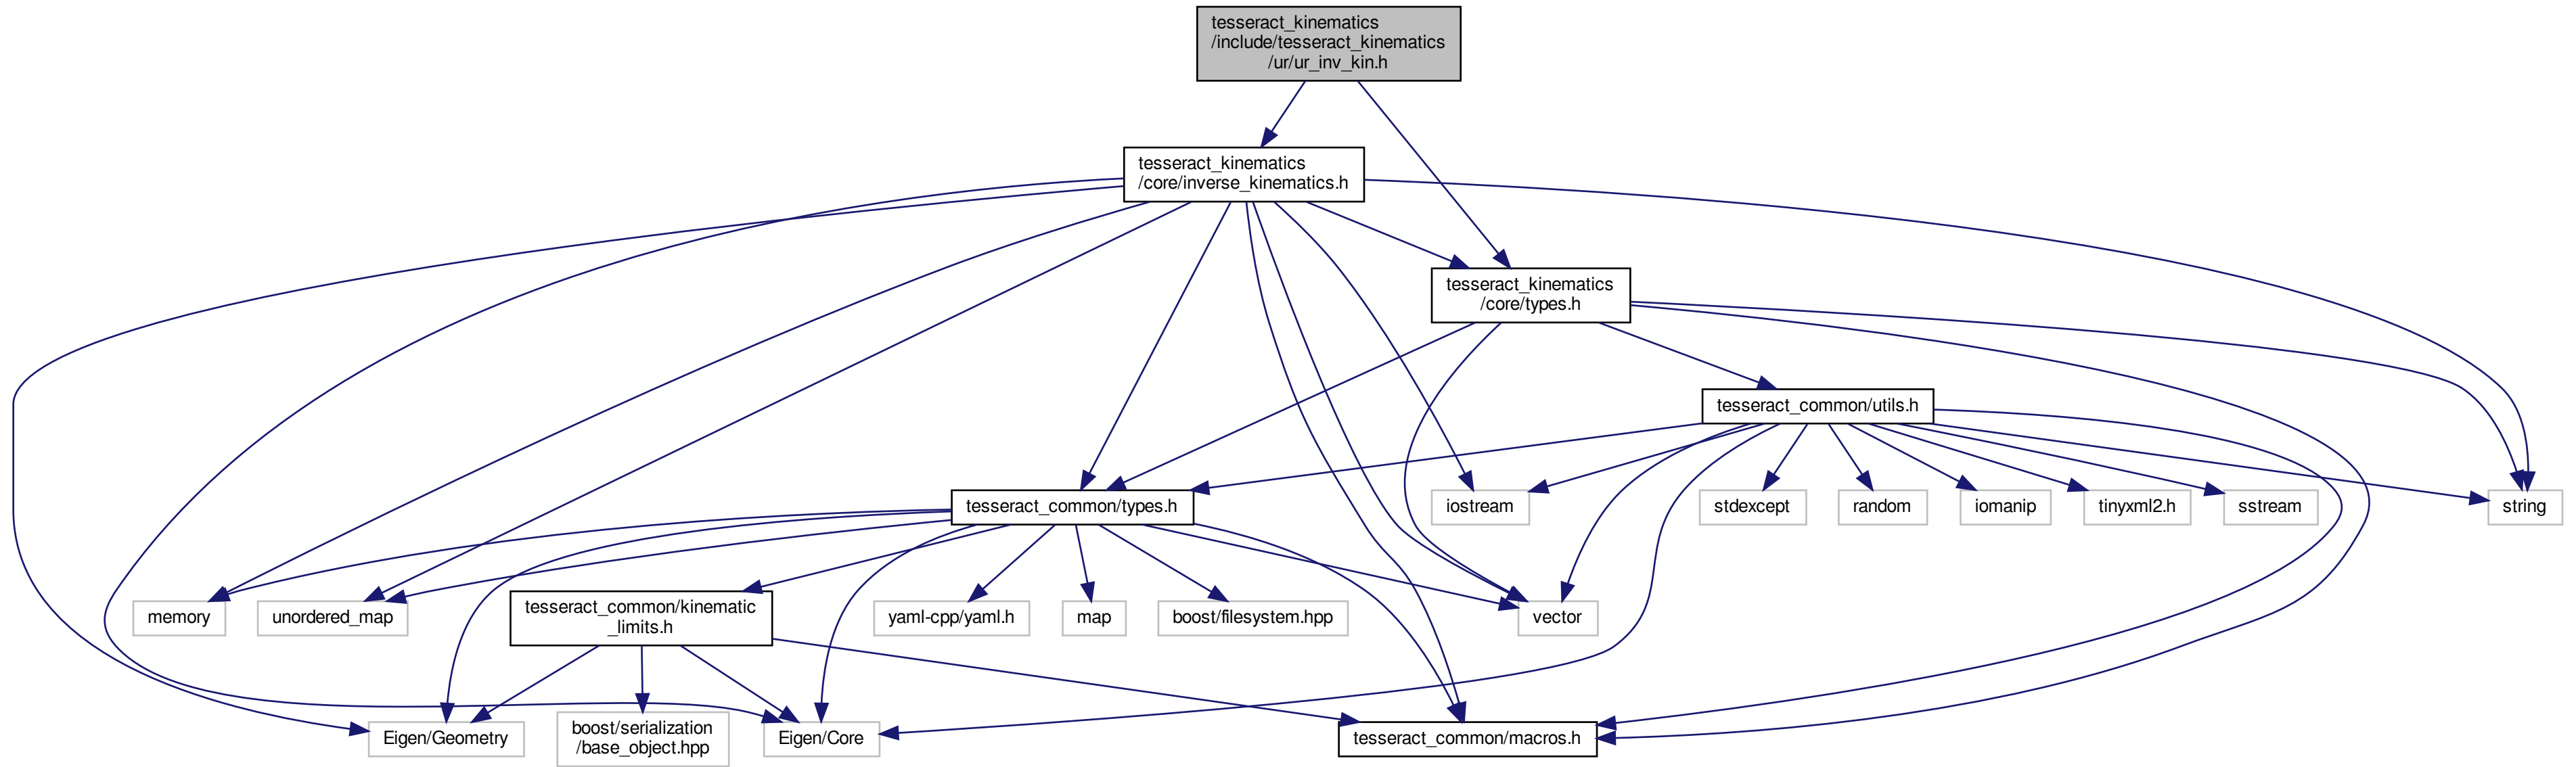 tesseract_kinematics
/include/tesseract_kinematics
/ur/ur_inv_kin.h
tesseract_kinematics
/core/inverse_kinematics.h
tesseract_kinematics
/core/types.h
tesseract_common/utils.h
tesseract_common/types.h
iostream
stdexcept
random
iomanip
tinyxml2.h
sstream
string
memory
unordered_map
tesseract_common/kinematic
_limits.h
yaml-cpp/yaml.h
map
boost/filesystem.hpp
vector
Eigen/Geometry
boost/serialization
/base_object.hpp
Eigen/Core
tesseract_common/macros.h